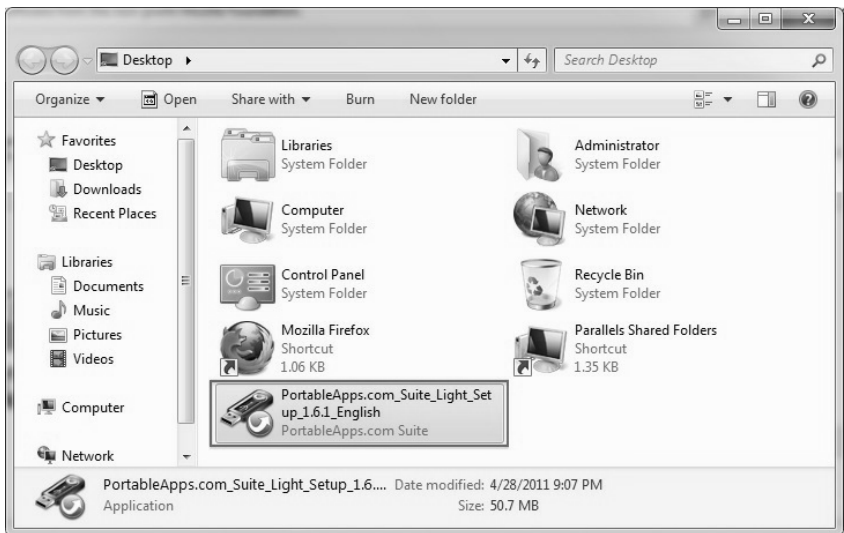 Desktop
Search Desktop
Organize
Open
Share with
Burn
New folder
Favorites
Desktop
Downloads
Recent Places
Libraries
Documents
Music
Pictures
Videos
Computer
Network
Libraries
System Folder
Administrator
System Folder
Computer
System Folder
Network
System Folder
Control Panel
System Folder
Recycle Bin
System Folder
Mozilla Firefox
Shortcut
1.06 KB
Parallels Shared Folders
Shortcut
1.35 KB
PortableApps.com_Suite_Light_Set
up_1.6.1_English
PortableApps.com Suite
PortableApps.com_Suite_Light_Setup_1.6.... Date modified: 4/28/2011 9:07 PM
Application Size: 50.7 MB